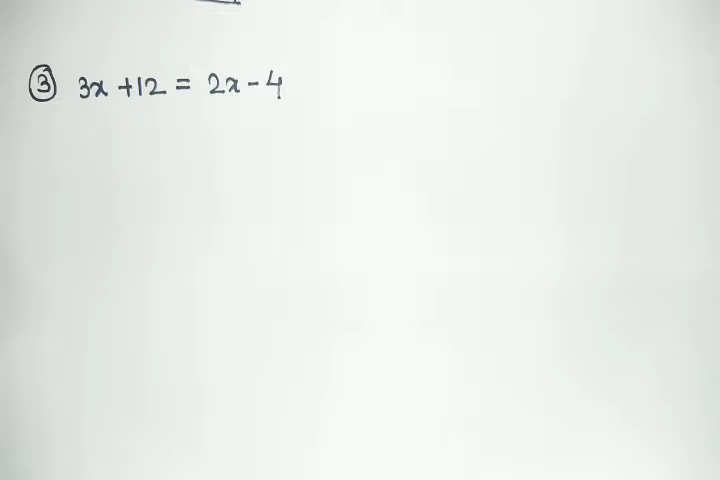 ③ 3x + 12 = 2x - 4